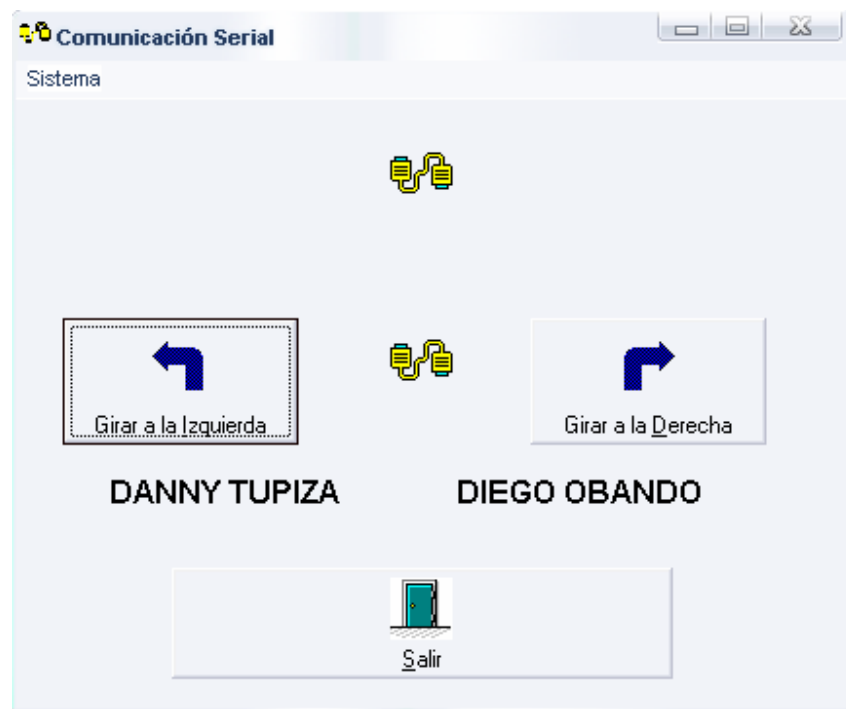 Comunicación Serial
Sistema
Girar a la Izquierda
Girar a la Derecha
DANNY TUPIZA
DIEGO OBANDO
Salir